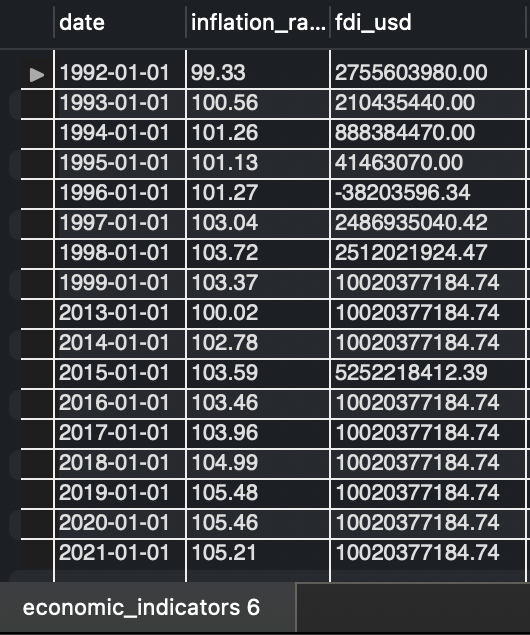 date inflation_ra... fdi_usd
1992-01-01 99.33 2755603980.00
1993-01-01 100.56 210435440.00
1994-01-01 101.26 888384470.00
1995-01-01 101.13 41463070.00
1996-01-01 101.27 -38203596.34
1997-01-01 103.04 2486935040.42
1998-01-01 103.72 2512021924.47
1999-01-01 103.37 10020377184.74
2013-01-01 100.02 10020377184.74
2014-01-01 102.78 10020377184.74
2015-01-01 103.59 5252218412.39
2016-01-01 103.46 10020377184.74
2017-01-01 103.96 10020377184.74
2018-01-01 104.99 10020377184.74
2019-01-01 105.48 10020377184.74
2020-01-01 105.46 10020377184.74
2021-01-01 105.21 10020377184.74
economic_indicators 6